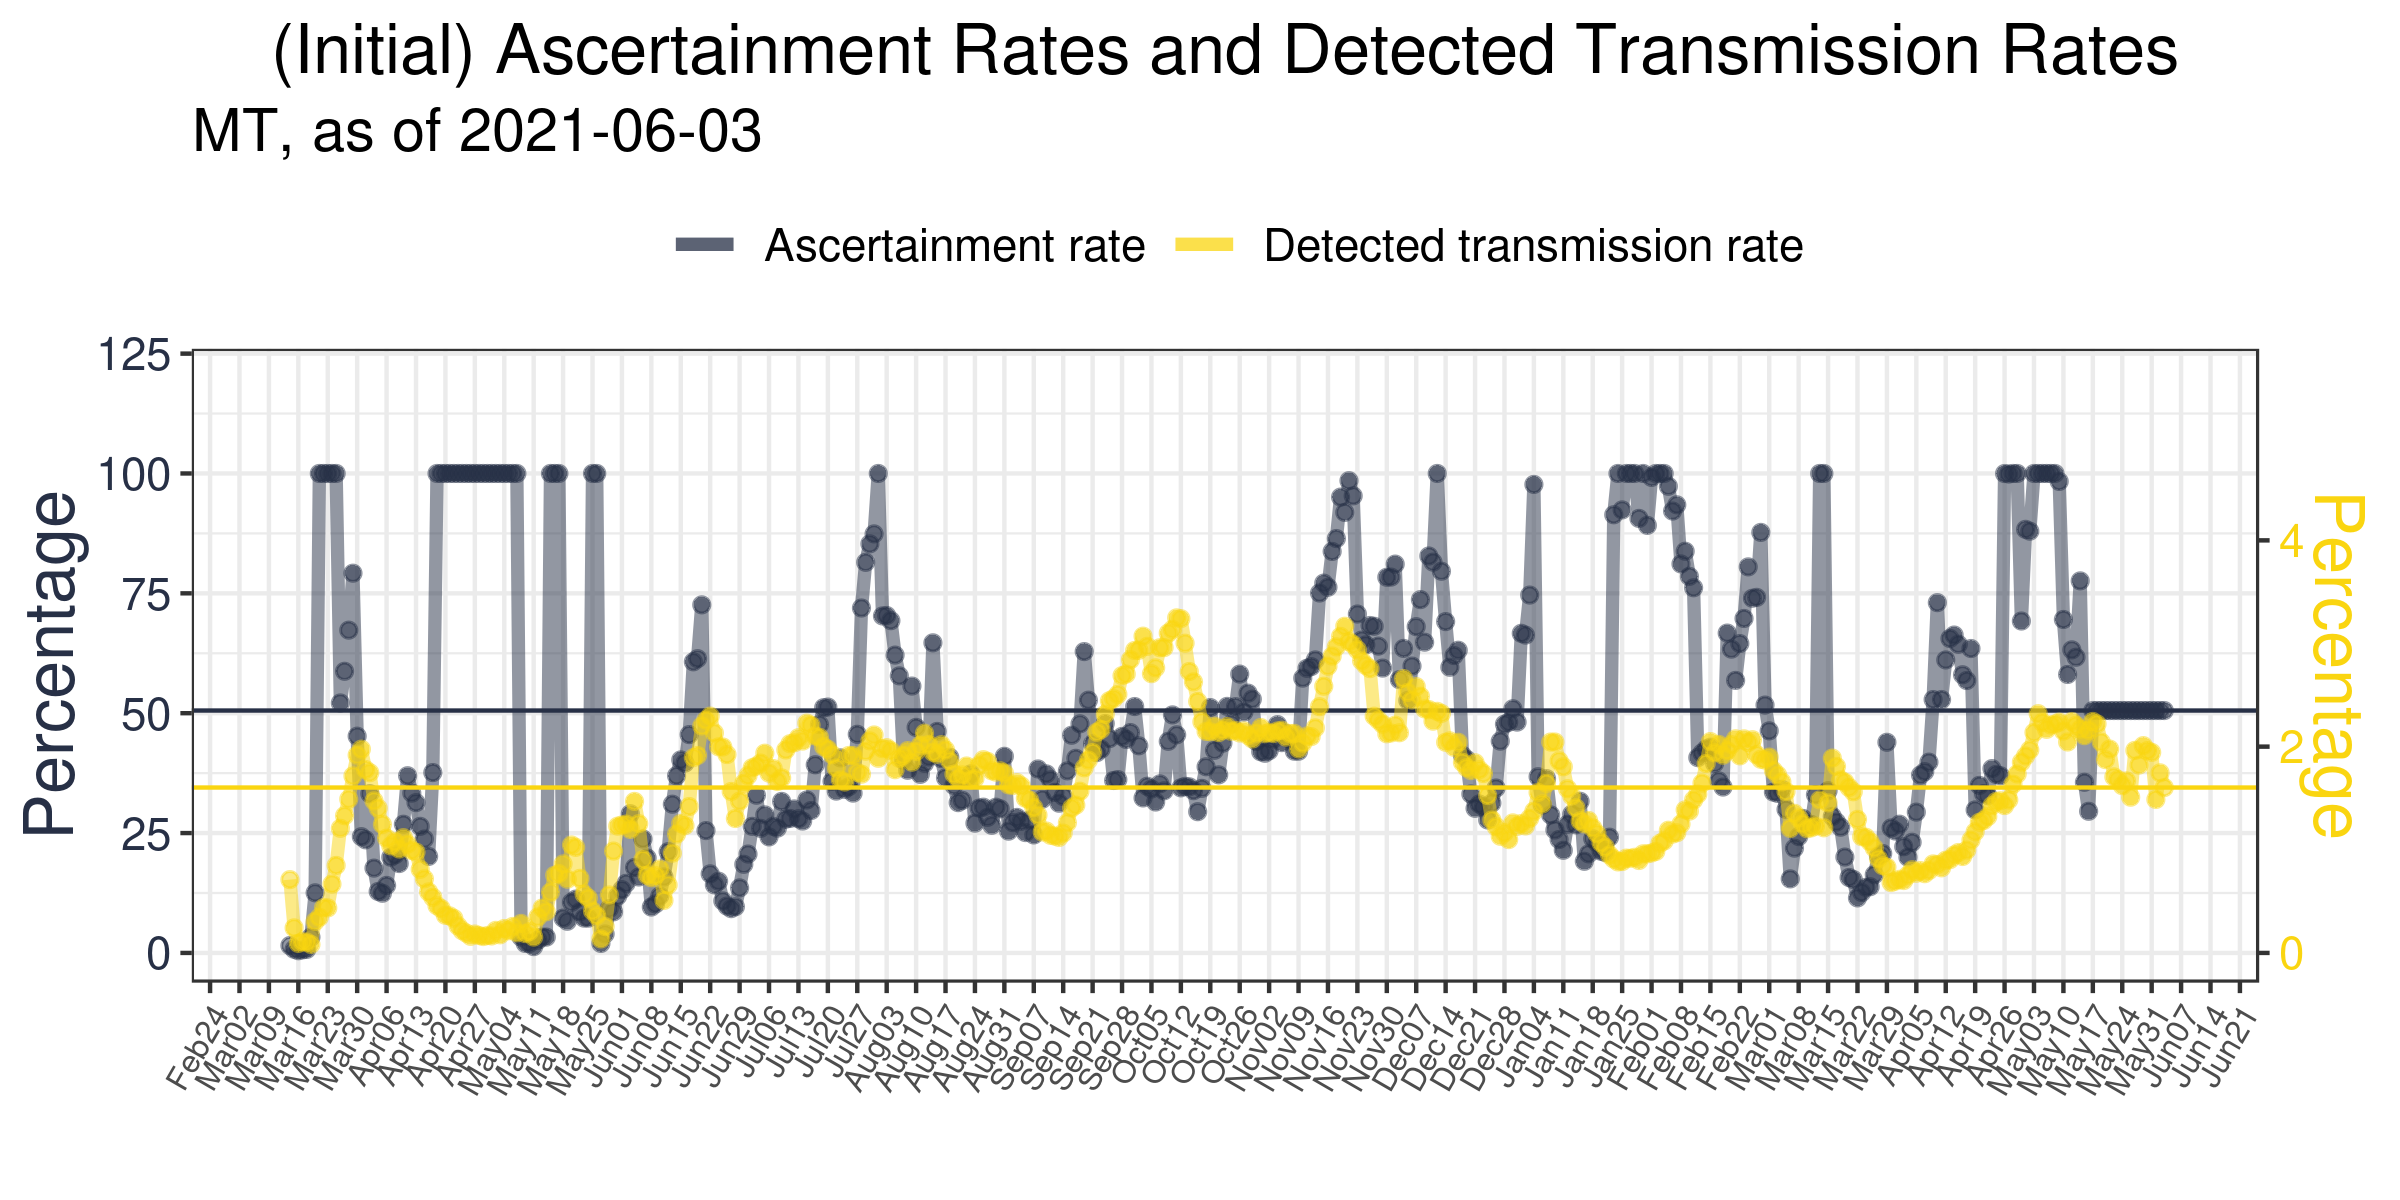 (Initial) Ascertainment Rates and Detected Transmission Rates
MT, as of 2021-06-03
Ascertainment rate Detected transmission rate
125
100
75
50
25
0
Percentage
4
2
0
Percentage
Feb24 Mar02 Mar09 Mar16 Mar23 Mar30 Apr06 Apr13 Apr20 Apr27 May04 May11 May18 May25 Jun01 Jun08 Jun15 Jun22 Jun29 Jul06 Jul13 Jul20 Jul27 Aug03 Aug10 Aug17 Aug24 Aug31 Sep07 Sep14 Sep21 Sep28 Oct05 Oct12 Oct19 Oct26 Nov02 Nov09 Nov16 Nov23 Nov30 Dec07 Dec14 Dec21 Dec28 Jan04 Jan11 Jan18 Jan25 Feb01 Feb08 Feb15 Feb22 Mar01 Mar08 Mar15 Mar22 Mar29 Apr05 Apr12 Apr19 Apr26 May03 May10 May17 May24 May31 Jun07 Jun14 Jun21